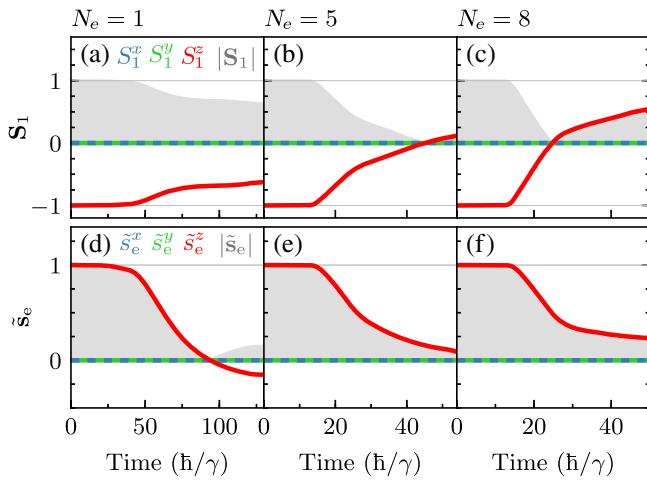 N_e = 1 N_e = 5 N_e = 8
(a) S_1^x S_1^y S_1^z |S_1| (b) (c)
1
0
−1
S_1
(d) s̃_e^x s̃_e^y s̃_e^z |s̃_e| (e) (f)
1
0
s̃_e
0 50 100 0 20 40 0 20 40
Time (ħ/γ) Time (ħ/γ) Time (ħ/γ)